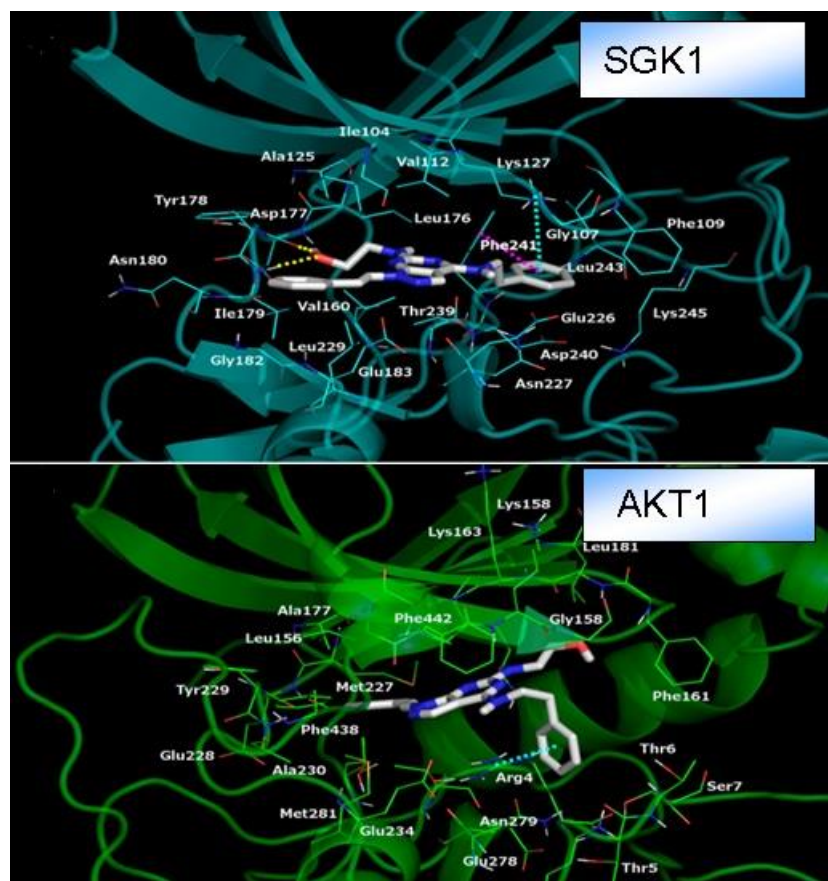 SGK1
Ile104
Ala125
Val112
Lys127
Tyr178
Asp177
Leu176
Gly107
Phe109
Phe241
Asn180
Leu243
Ile179
Val160
Thr239
Glu226
Lys245
Gly182
Leu229
Glu183
Asp240
Asn227
AKT1
Lys158
Lys163
Leu181
Ala177
Phe442
Gly158
Leu156
Tyr229
Met227
Phe161
Phe438
Glu228
Ala230
Arg4
Thr6
Ser7
Met281
Glu234
Asn279
Glu278
Thr5